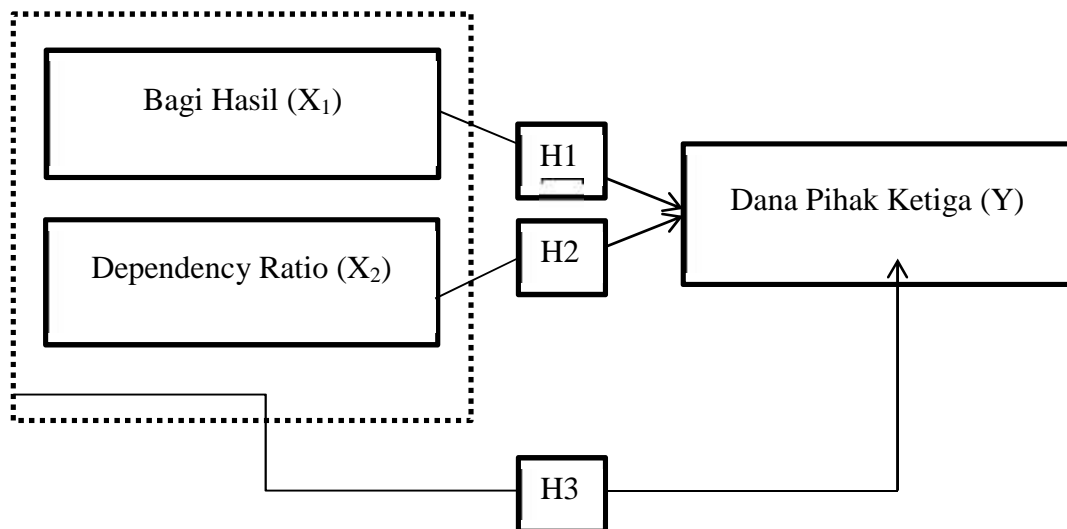 Bagi Hasil (X₁)
H1
Dana Pihak Ketiga (Y)
Dependency Ratio (X₂)
H2
H3